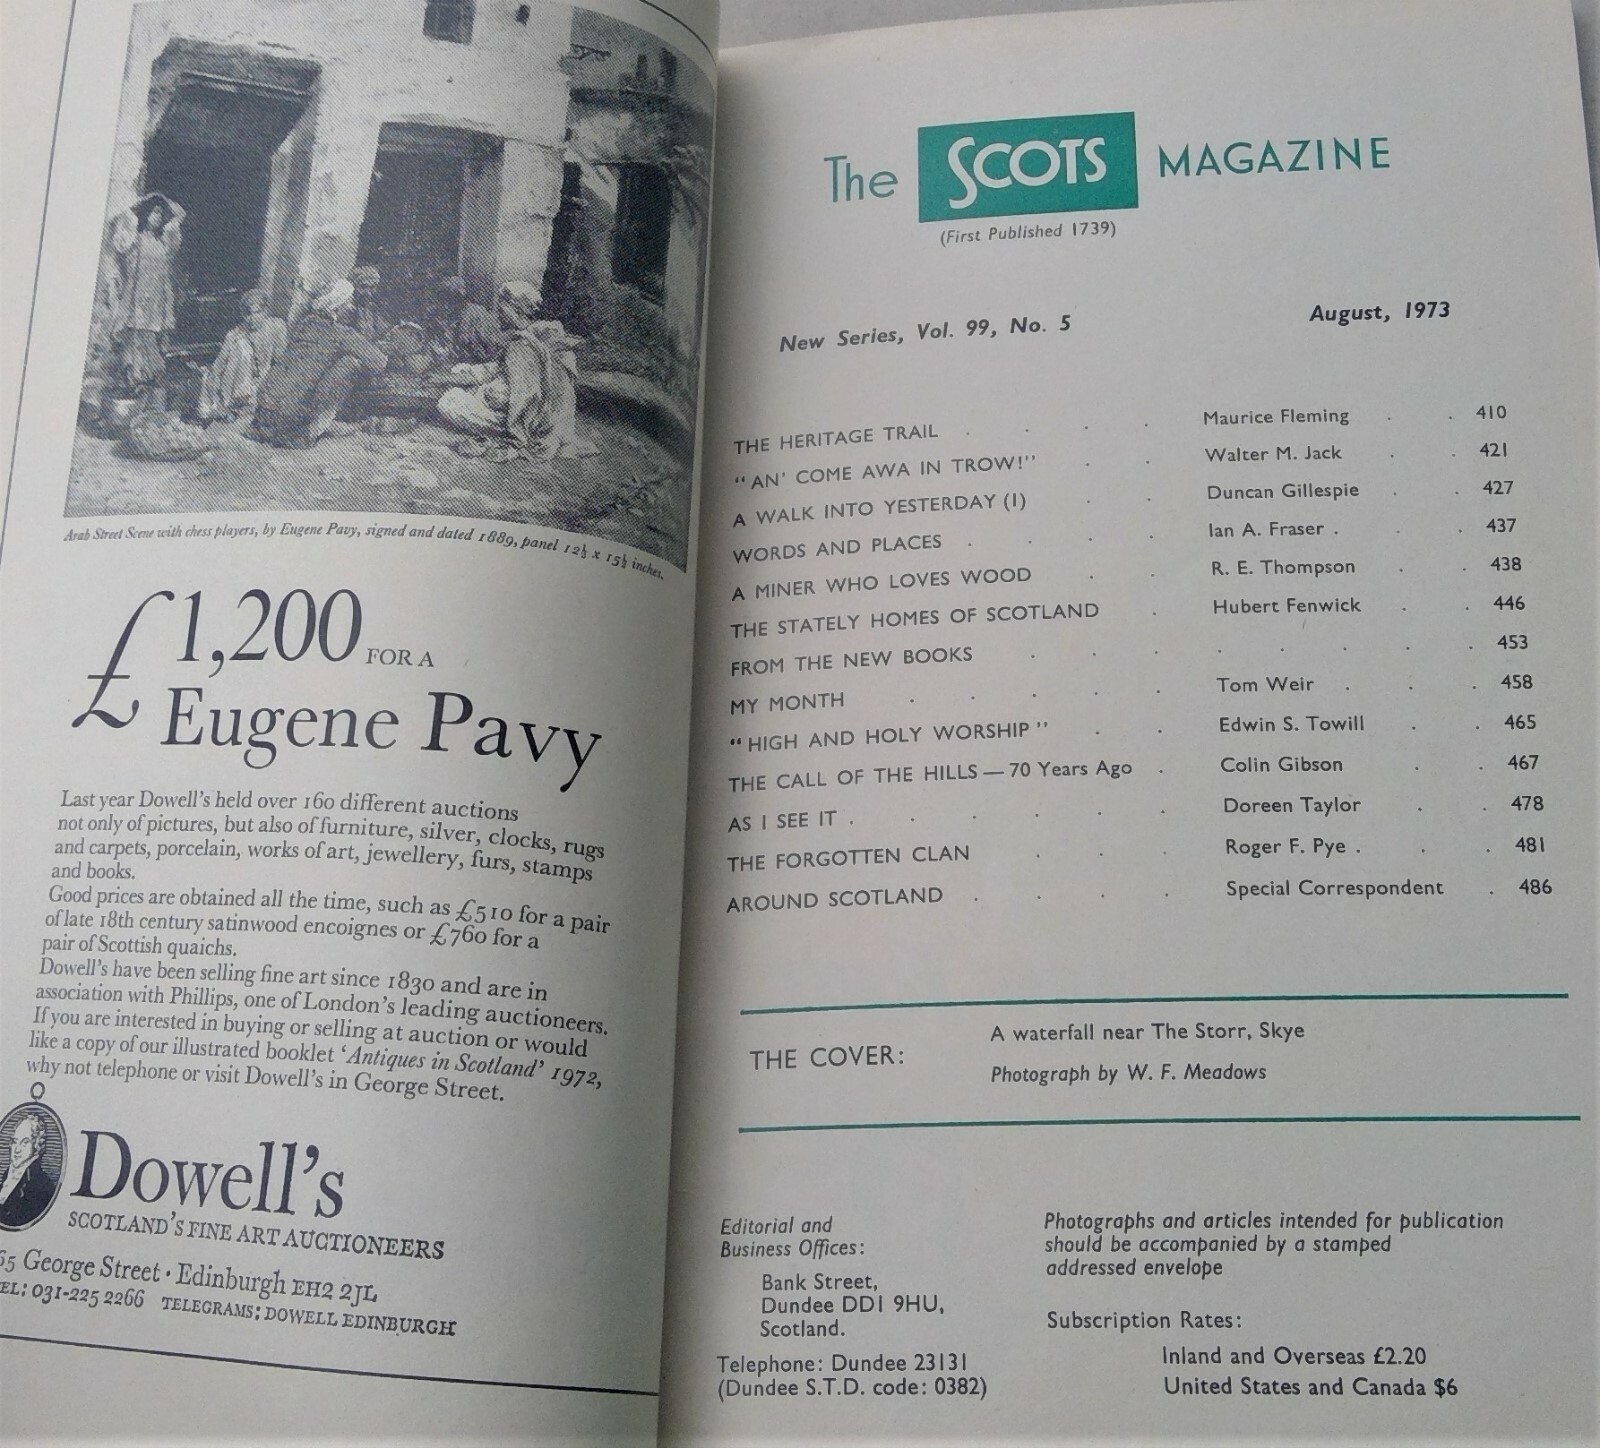 Arab Street Scene with chess players, by Eugene Pavy, signed and dated 1889, panel 12½ x 15½ inches.
£1,200 FOR A
Eugene Pavy
Last year Dowell's held over 160 different auctions
not only of pictures, but also of furniture, silver, clocks, rugs
and carpets, porcelain, works of art, jewellery, furs, stamps
and books.
Good prices are obtained all the time, such as £510 for a pair
of late 18th century satinwood encoignes or £760 for a
pair of Scottish quaichs.
Dowell's have been selling fine art since 1830 and are in
association with Phillips, one of London's leading auctioneers.
If you are interested in buying or selling at auction or would
like a copy of our illustrated booklet 'Antiques in Scotland' 1972,
why not telephone or visit Dowell's in George Street.
Dowell's
SCOTLAND'S FINE ART AUCTIONEERS
5 George Street · Edinburgh EH2 2JL
EL: 031-225 2266 TELEGRAMS: DOWELL EDINBURGH
The SCOTS MAGAZINE
(First Published 1739)
New Series, Vol. 99, No. 5 August, 1973
THE HERITAGE TRAIL . . . . Maurice Fleming . . 410
"AN' COME AWA IN TROW!" . . Walter M. Jack . . 421
A WALK INTO YESTERDAY (I) . . Duncan Gillespie . . 427
WORDS AND PLACES . . . . Ian A. Fraser . . . 437
A MINER WHO LOVES WOOD . . R. E. Thompson . . 438
THE STATELY HOMES OF SCOTLAND . Hubert Fenwick . . 446
FROM THE NEW BOOKS . . . . . . . . 453
MY MONTH . . . . . Tom Weir . . . 458
"HIGH AND HOLY WORSHIP" . . Edwin S. Towill . . 465
THE CALL OF THE HILLS — 70 Years Ago . Colin Gibson . . 467
AS I SEE IT . . . . . . Doreen Taylor . . 478
THE FORGOTTEN CLAN . . . Roger F. Pye . . . 481
AROUND SCOTLAND . . . . Special Correspondent . 486
THE COVER: A waterfall near The Storr, Skye
Photograph by W. F. Meadows
Editorial and
Business Offices:
Bank Street,
Dundee DD1 9HU,
Scotland.
Telephone: Dundee 23131
(Dundee S.T.D. code: 0382)
Photographs and articles intended for publication
should be accompanied by a stamped
addressed envelope
Subscription Rates:
Inland and Overseas £2.20
United States and Canada $6